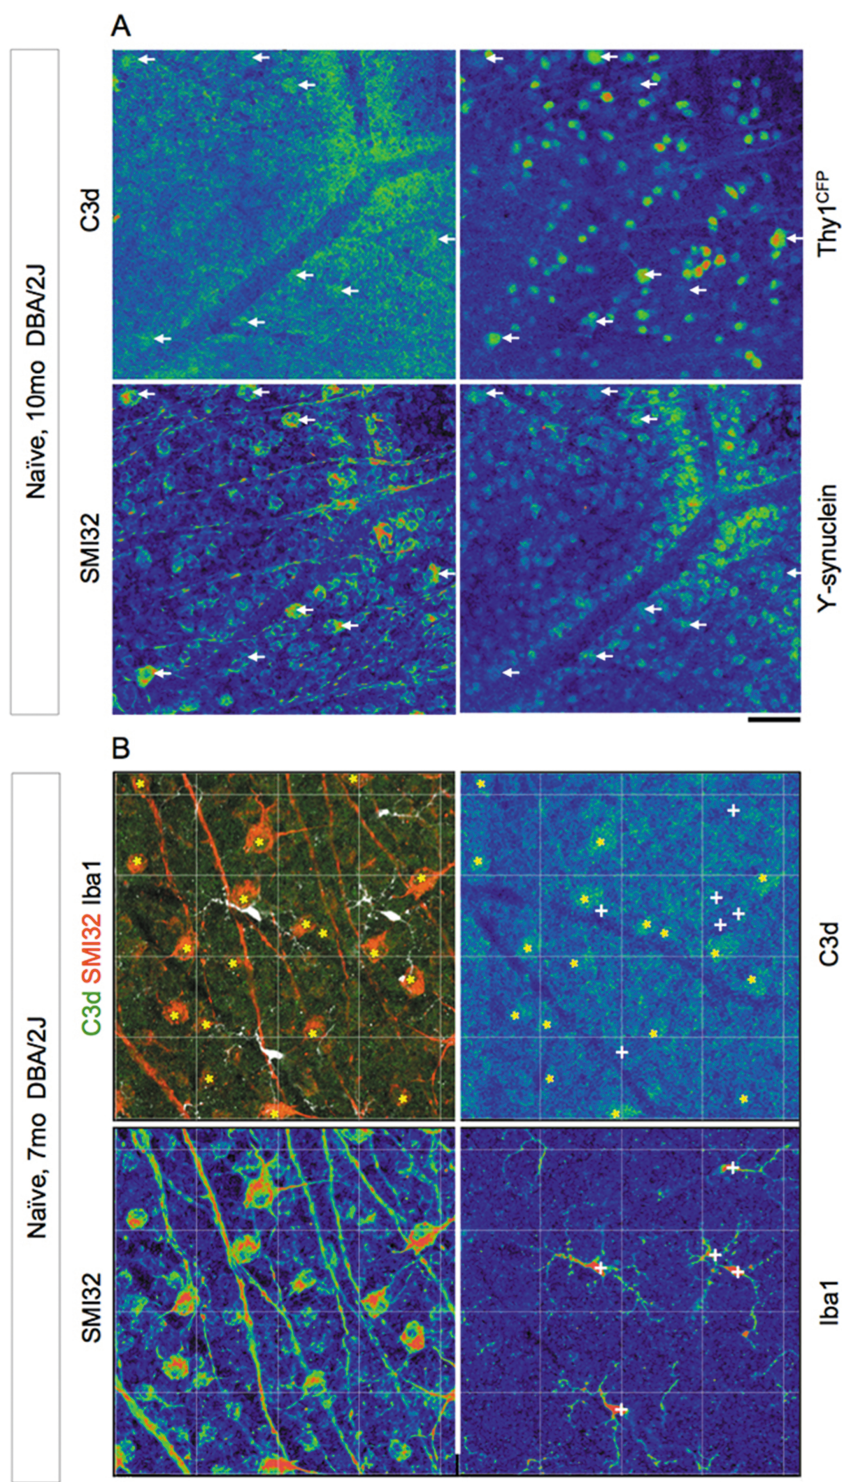 A
Naïve, 10mo DBA/2J
C3d
Thy1CFP
SMI32
ϒ-synuclein
B
Naïve, 7mo DBA/2J
C3d SMI32 Iba1
C3d
SMI32
Iba1